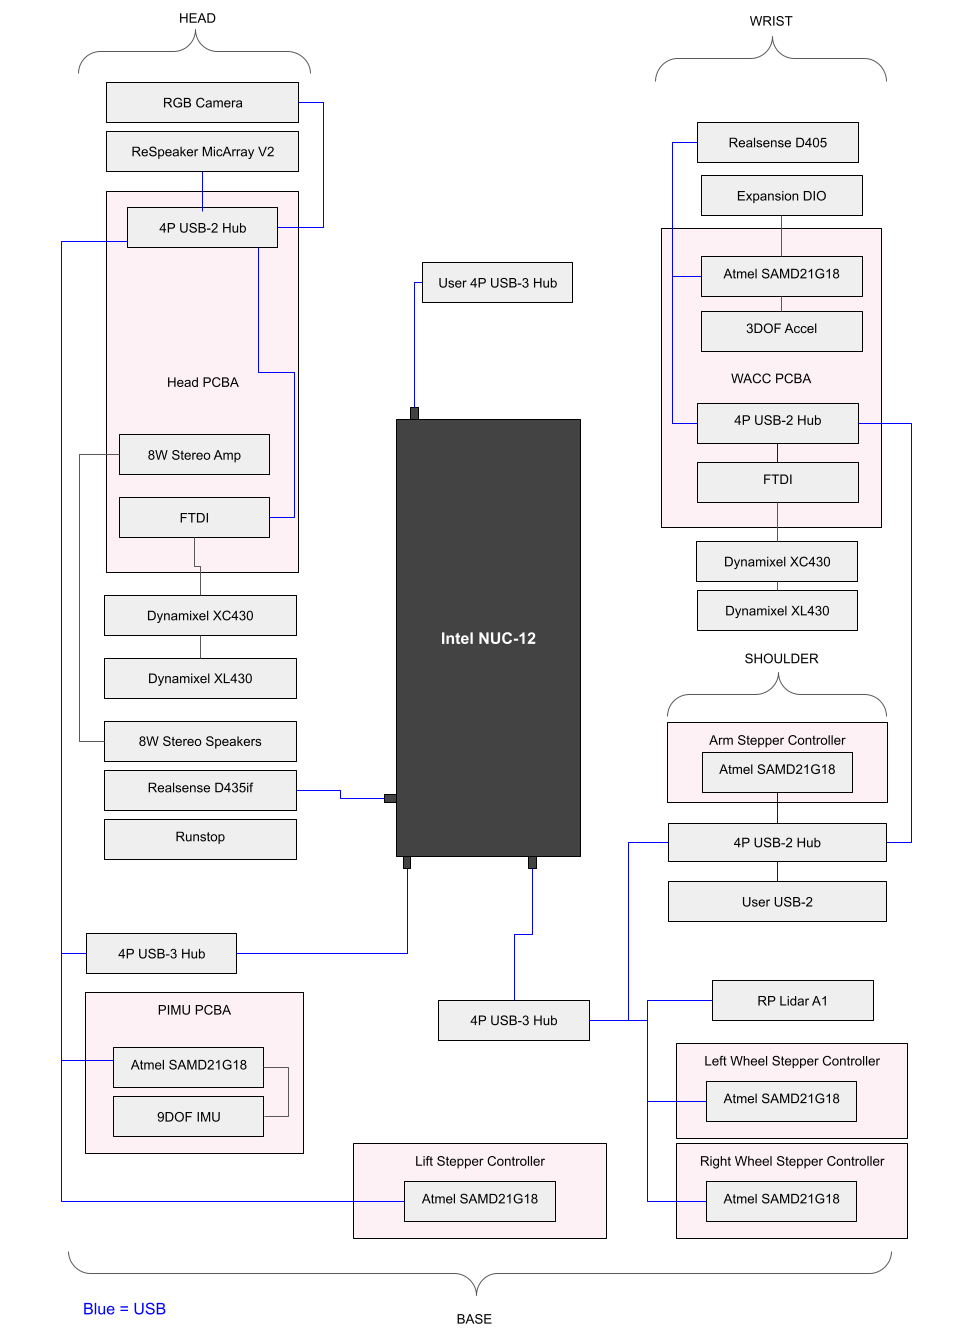 HEAD
RGB Camera
ReSpeaker MicArray V2
4P USB-2 Hub
Head PCBA
8W Stereo Amp
FTDI
Dynamixel XC430
Dynamixel XL430
8W Stereo Speakers
Realsense D435if
Runstop
User 4P USB-3 Hub
Intel NUC-12
WRIST
Realsense D405
Expansion DIO
Atmel SAMD21G18
3DOF Accel
WACC PCBA
4P USB-2 Hub
FTDI
Dynamixel XC430
Dynamixel XL430
SHOULDER
Arm Stepper Controller
Atmel SAMD21G18
4P USB-2 Hub
User USB-2
4P USB-3 Hub
PIMU PCBA
Atmel SAMD21G18
9DOF IMU
4P USB-3 Hub
RP Lidar A1
Left Wheel Stepper Controller
Atmel SAMD21G18
Lift Stepper Controller
Atmel SAMD21G18
Right Wheel Stepper Controller
Atmel SAMD21G18
Blue = USB
BASE